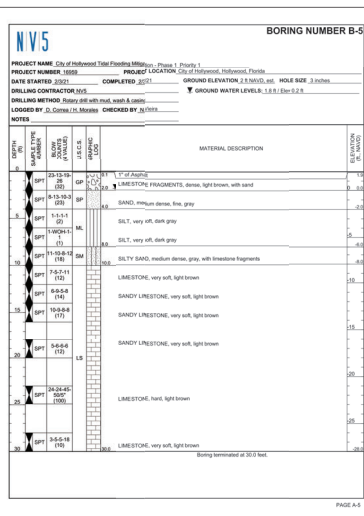 BORING NUMBER B-5
N|V|5
PROJECT NAME City of Hollywood Tidal Flooding - Phase 1 Priority 1
PROJECT NUMBER 16959 PROJECT LOCATION City of Hollywood, Hollywood, Florida
DATE STARTED 2/3/21 COMPLETED GROUND ELEVATION 2 ft NAVD, est. HOLE SIZE 3 inches
DRILLING CONTRACTOR NV5 GROUND WATER LEVELS: 1.8 ft / Elev 0.2 ft
DRILLING METHOD Rotary drill with mud, wash & casing
LOGGED BY D. Correa / H. Morales CHECKED BY
NOTES
DEPTH (ft)
SAMPLE TYPE NUMBER
BLOW COUNTS (N VALUE)
U.S.C.S.
GRAPHIC LOG
MATERIAL DESCRIPTION
ELEVATION (ft, NAVD)
0
0.1 1" of Asphalt 1.9
SPT 23-13-19-26 (32) GP LIMESTONE FRAGMENTS, dense, light brown, with sand
2.0 0 0.0
SPT 8-13-10-3 (23) SP SAND, medium dense, fine, gray
4.0 -2.0
5 SPT 1-1-1-1 (2) ML SILT, very soft, dark gray
SPT 1-WOH-1-1 (1) SILT, very soft, dark gray -5
8.0
SPT 11-10-8-12 (18) SM SILTY SAND, medium dense, gray, with limestone fragments
10 10.0 -8.0
SPT 7-5-7-11 (12) LIMESTONE, very soft, light brown
-10
SPT 6-9-5-8 (14) SANDY LIMESTONE, very soft, light brown
15 SPT 10-9-8-8 (17) SANDY LIMESTONE, very soft, light brown
-15
SPT 5-6-6-6 (12) SANDY LIMESTONE, very soft, light brown
20 LS
-20
SPT 24-24-45-50/5" (100) LIMESTONE, hard, light brown
25
-25
SPT 3-5-5-18 (10) LIMESTONE, very soft, light brown
30 30.0 -28.0
Boring terminated at 30.0 feet.
PAGE A-5